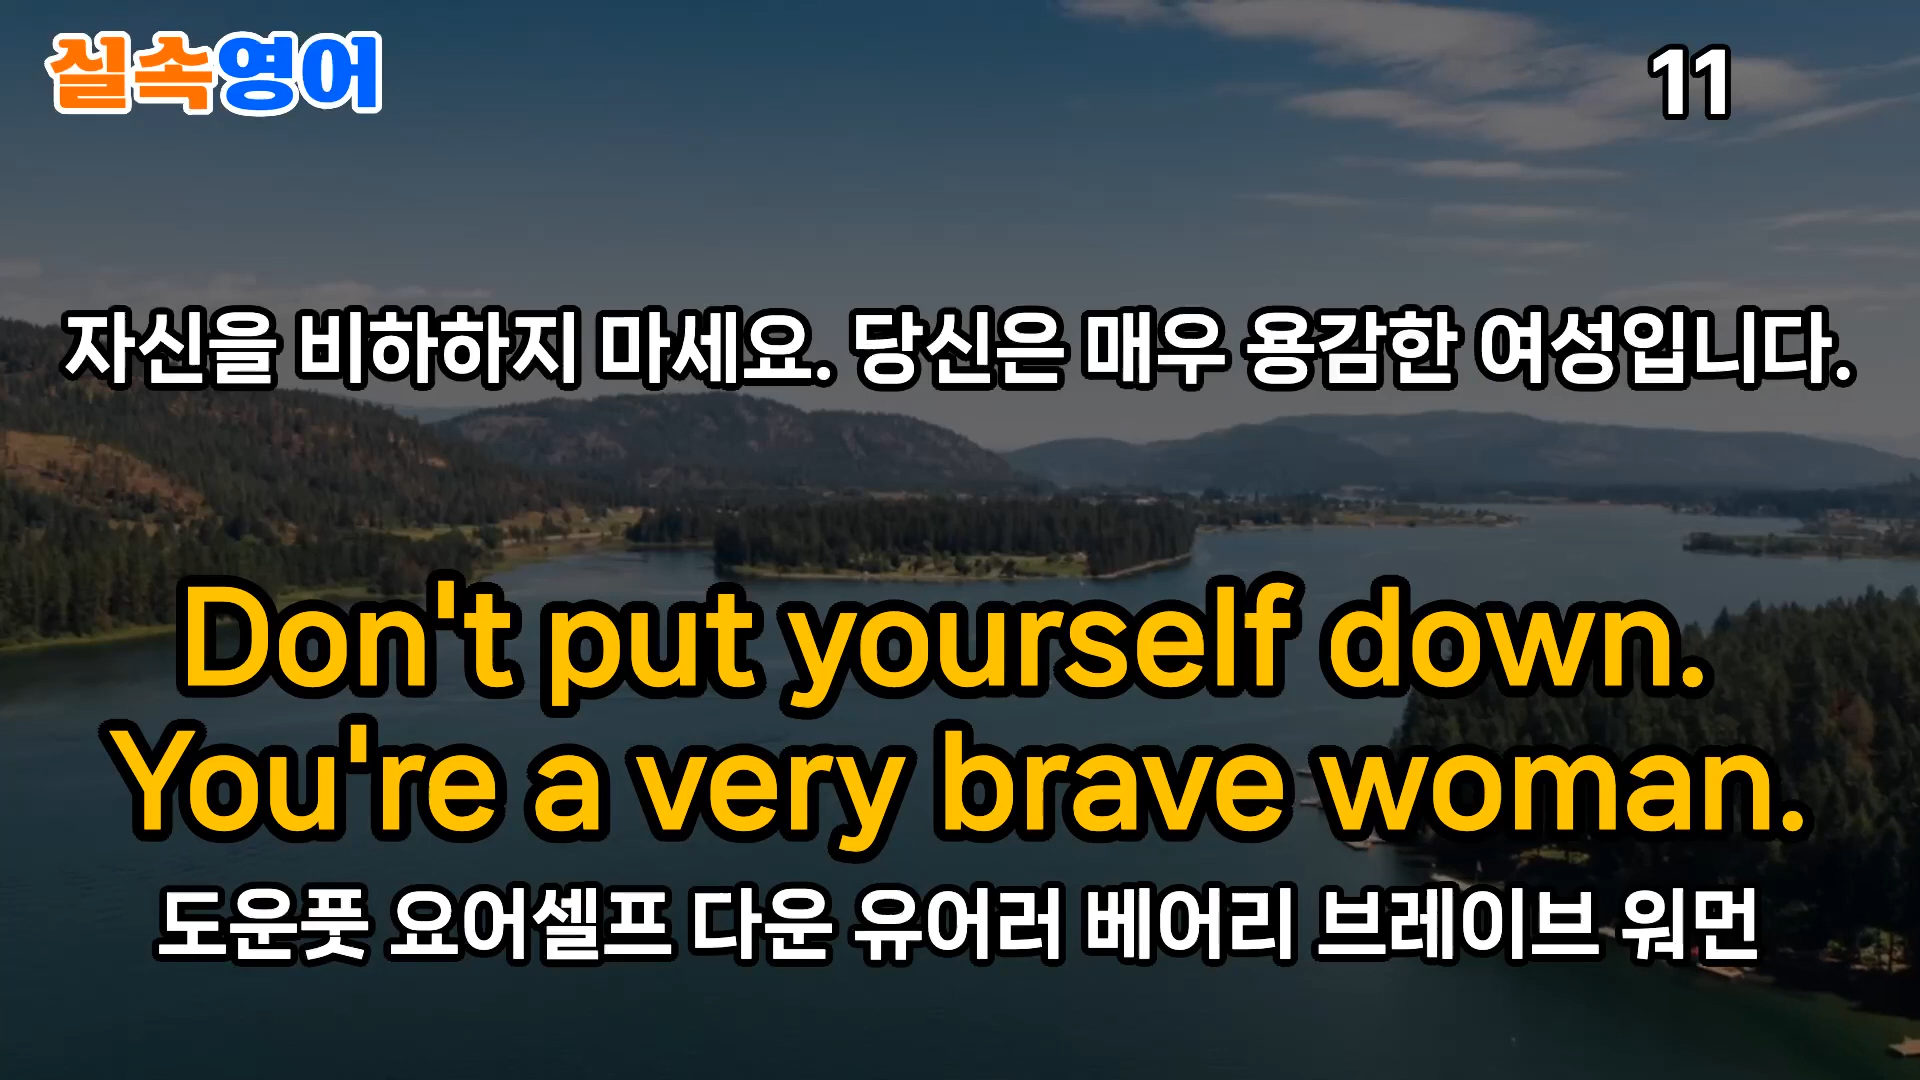 실속영어
11
자신을 비하하지 마세요. 당신은 매우 용감한 여성입니다.
Don't put yourself down.
You're a very brave woman.
도운풋 요어셀프 다운 유어러 베어리 브레이브 워먼